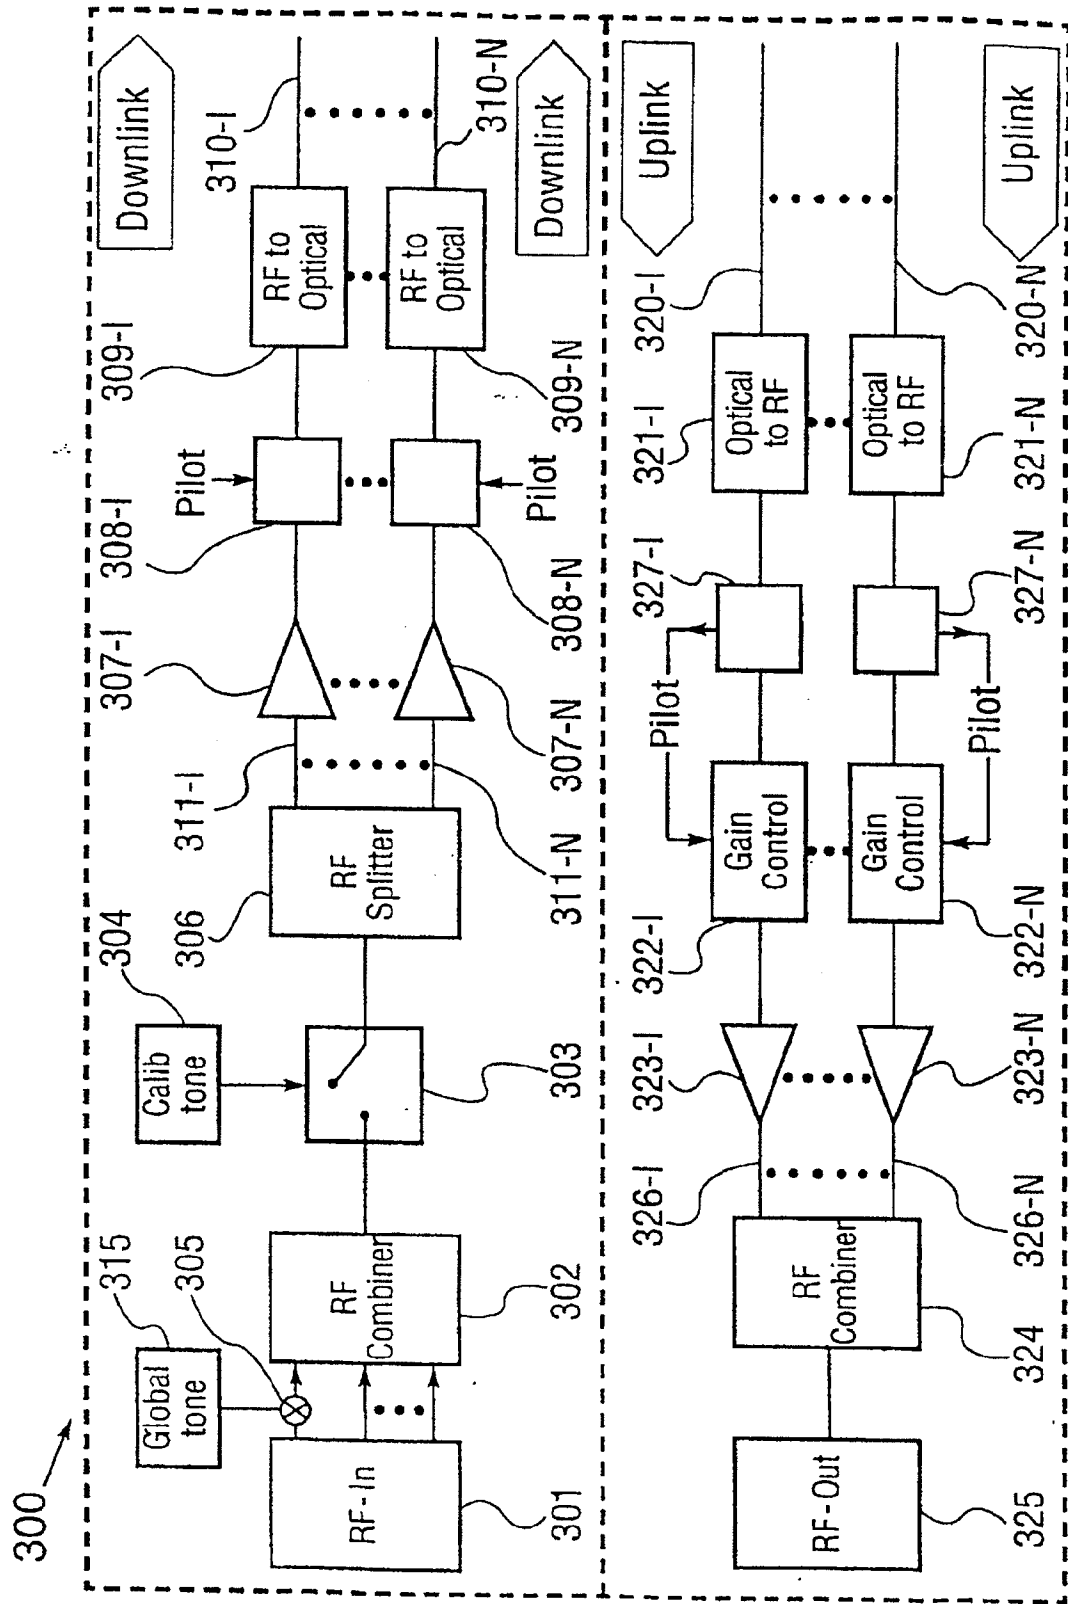 300
Downlink
Global
tone
315
305
Calib
tone
304
306
311-I
307-I
308-I
Pilot
309-I
310-I
RF-In
301
RF
Combiner
302
303
RF
Splitter
311-N
307-N
308-N
Pilot
RF to
Optical
RF to
Optical
309-N
310-N
Downlink
Uplink
326-I
323-I
322-I
Pilot
327-I
321-I
320-I
RF-Out
325
RF
Combiner
324
326-N
323-N
Gain
Control
Gain
Control
322-N
Pilot
327-N
Optical
to RF
Optical
to RF
321-N
320-N
Uplink